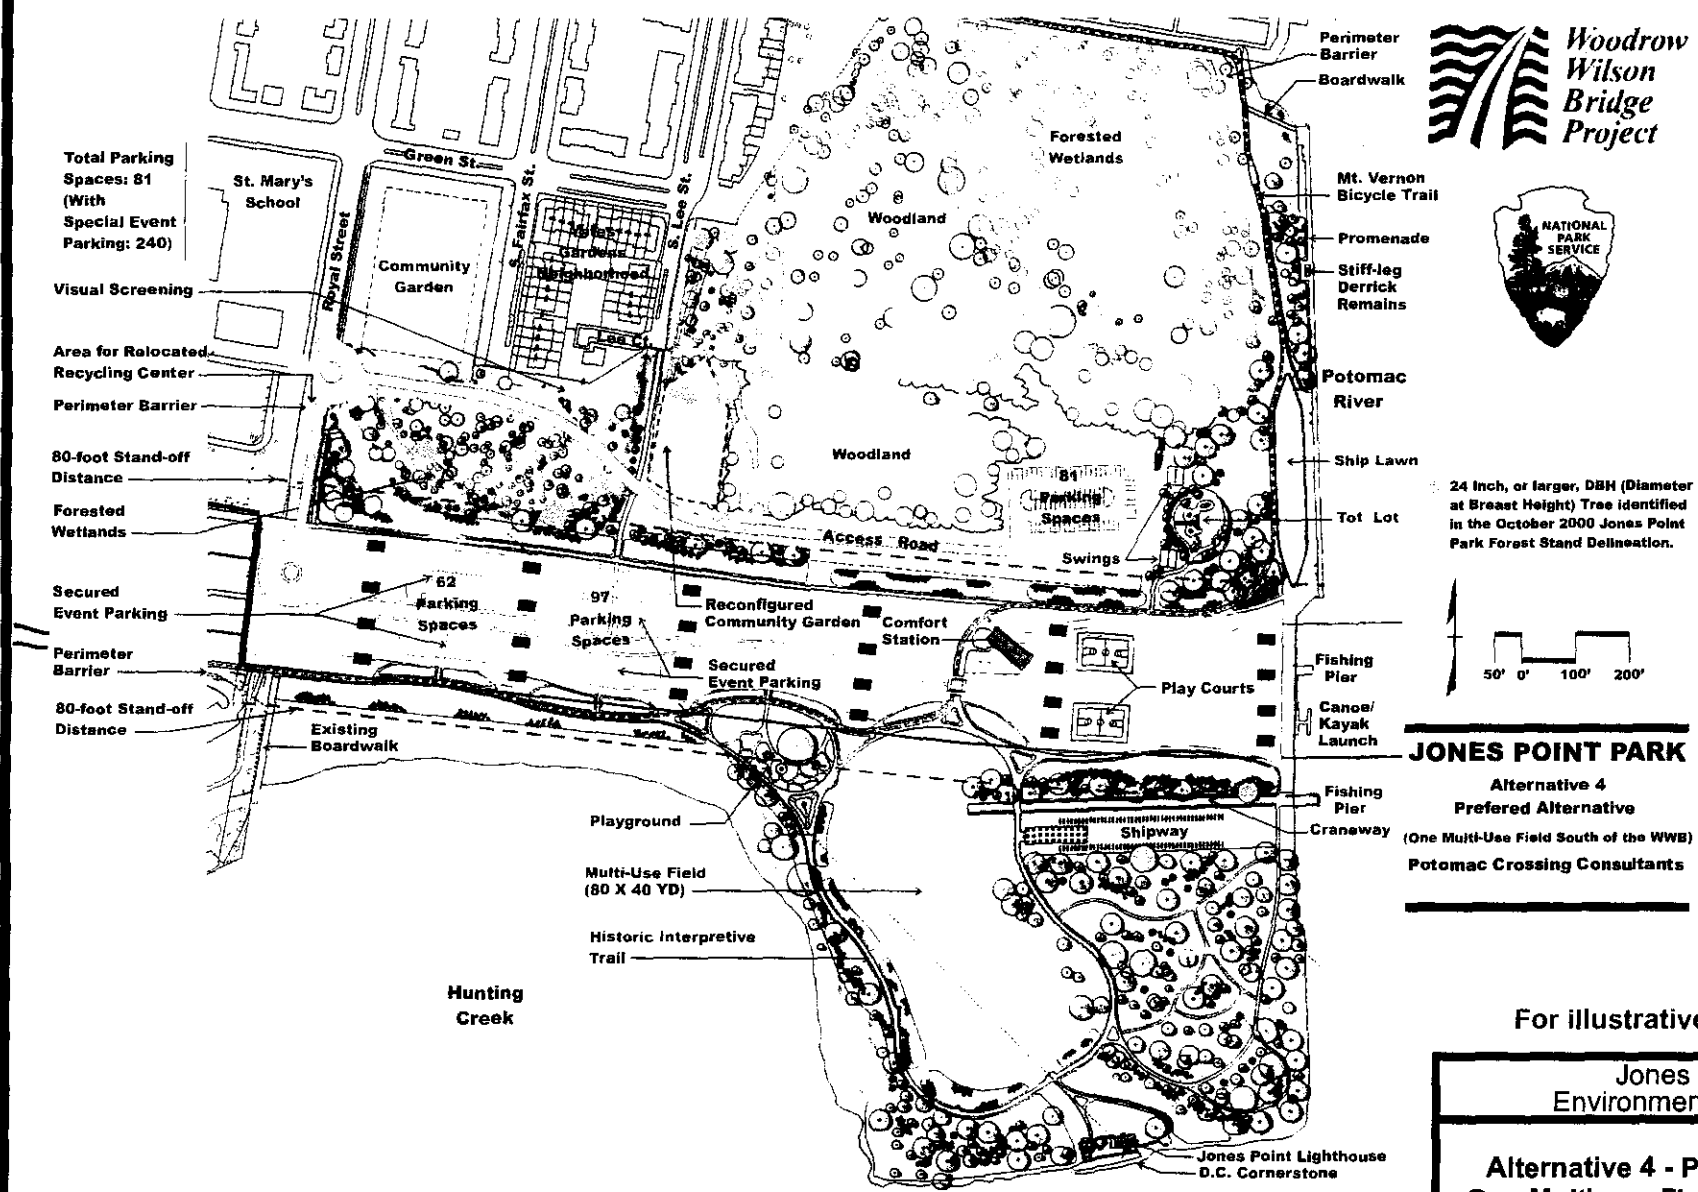 Perimeter
Barrier
Boardwalk
Woodrow
Wilson
Bridge
Project
Forested
Wetlands
Total Parking
Spaces: 81
(With
Special Event
Parking: 240)
St. Mary's
School
Green St.
Royal Street
S. Fairfax St.
S. Lee St.
Community
Garden
Gardens
Neighborhood
Lee Ct.
Woodland
Mt. Vernon
Bicycle Trail
Promenade
Stiff-leg
Derrick
Remains
NATIONAL
PARK
SERVICE
Visual Screening
Area for Relocated
Recycling Center
Perimeter Barrier
80-foot Stand-off
Distance
Forested
Wetlands
Potomac
River
Woodland
81
Parking
Spaces
Ship Lawn
Tot Lot
Swings
Access Road
24 Inch, or larger, DBH (Diameter
at Breast Height) Tree identified
in the October 2000 Jones Point
Park Forest Stand Delineation.
Secured
Event Parking
62
Parking
Spaces
97
Parking
Spaces
Reconfigured
Community Garden
Comfort
Station
Secured
Event Parking
Play Courts
Fishing
Pier
Canoe/
Kayak
Launch
50' 0' 100' 200'
Perimeter
Barrier
80-foot Stand-off
Distance
Existing
Boardwalk
JONES POINT PARK
Alternative 4
Prefered Alternative
(One Multi-Use Field South of the WWB)
Potomac Crossing Consultants
Fishing
Pier
Craneway
Shipway
Playground
Multi-Use Field
(80 X 40 YD)
Historic Interpretive
Trail
Hunting
Creek
Jones Point Lighthouse
D.C. Cornerstone
For illustrative
Jones
Environmen
Alternative 4 - P